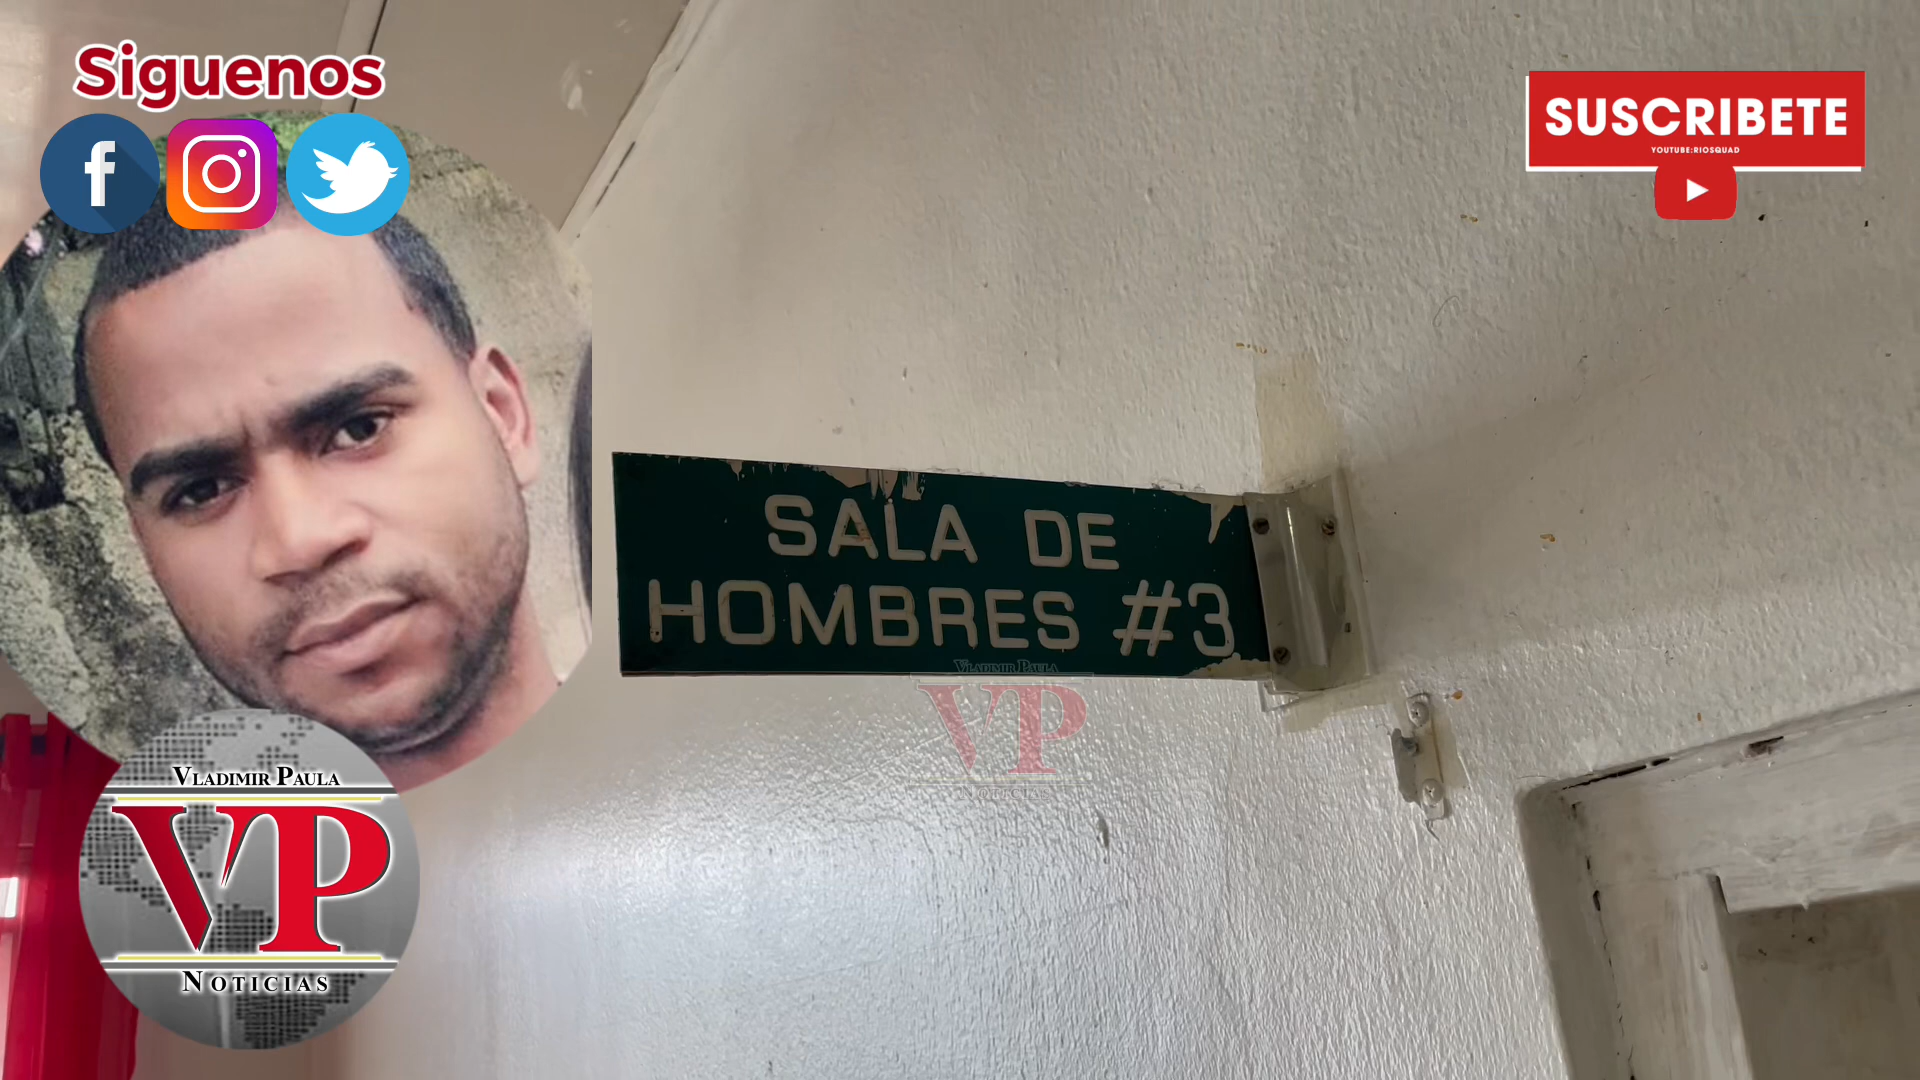 Siguenos
SUSCRIBETE
YOUTUBE:RIOSQUAD
SALA DE
HOMBRES #3
VLADIMIR PAULA
VP
NOTICIAS
VLADIMIR PAULA
VP
NOTICIAS